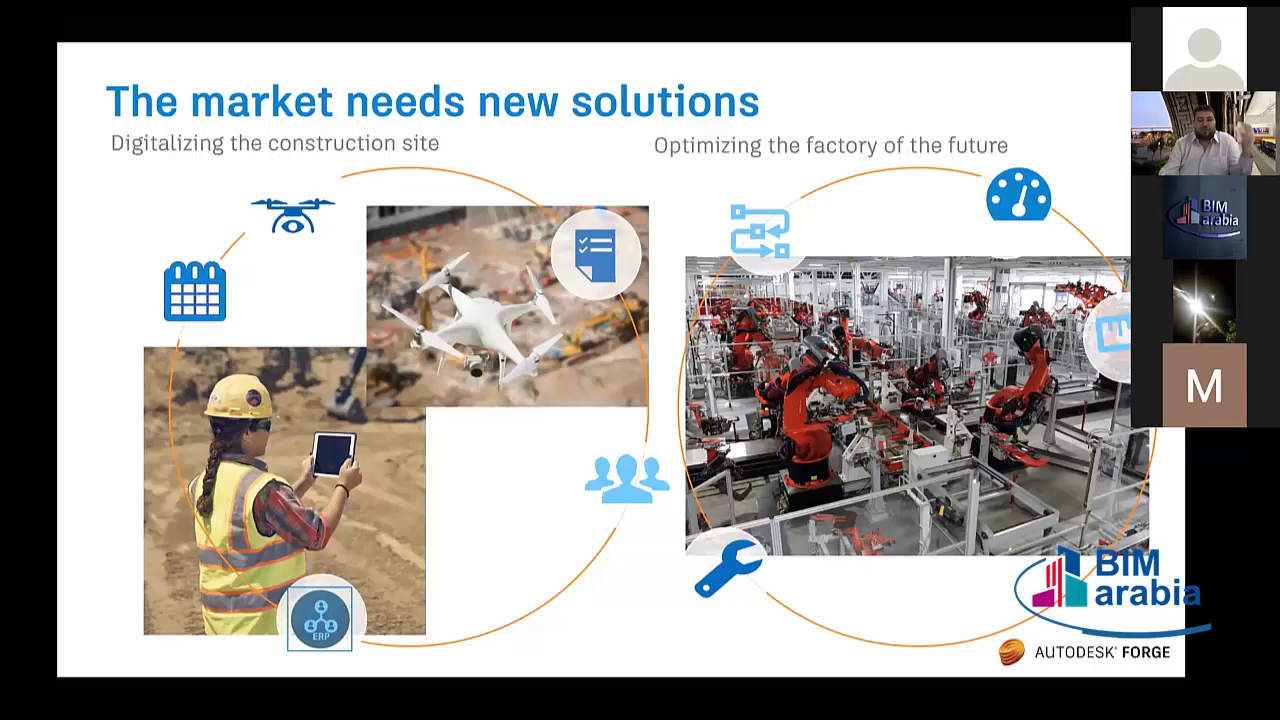 The market needs new solutions
Digitalizing the construction site
Optimizing the factory of the future
ERP
BIM
arabia
M
BIM
arabia
AUTODESK® FORGE